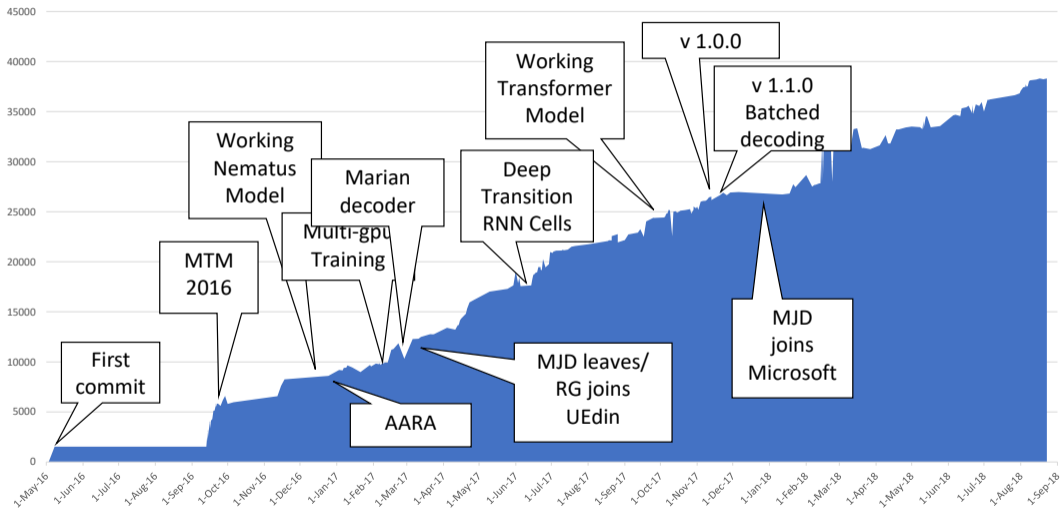 45000
40000
35000
30000
25000
20000
15000
10000
5000
0
First
commit
MTM
2016
Working
Nematus
Model
Multi-gpu
Training
Marian
decoder
AARA
Deep
Transition
RNN Cells
MJD leaves/
RG joins
UEdin
Working
Transformer
Model
v 1.0.0
v 1.1.0
Batched
decoding
MJD
joins
Microsoft
1-May-16
1-Jun-16
1-Jul-16
1-Aug-16
1-Sep-16
1-Oct-16
1-Nov-16
1-Dec-16
1-Jan-17
1-Feb-17
1-Mar-17
1-Apr-17
1-May-17
1-Jun-17
1-Jul-17
1-Aug-17
1-Sep-17
1-Oct-17
1-Nov-17
1-Dec-17
1-Jan-18
1-Feb-18
1-Mar-18
1-Apr-18
1-May-18
1-Jun-18
1-Jul-18
1-Aug-18
1-Sep-18